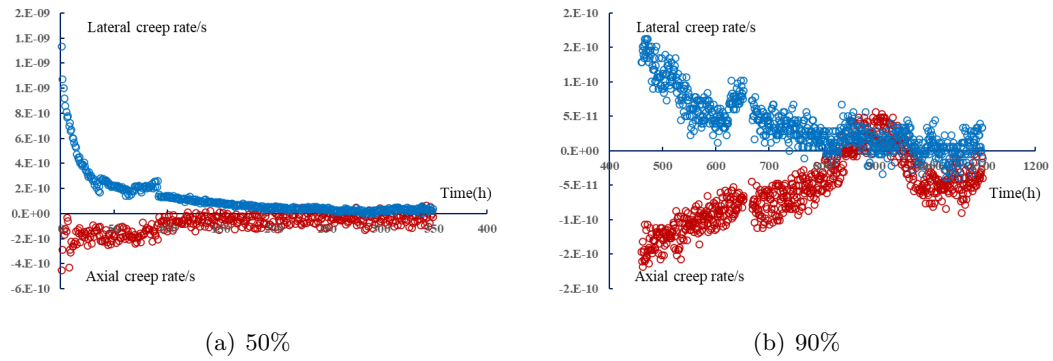 2.E-09
Lateral creep rate/s
1.E-09
1.E-09
1.E-09
8.E-10
6.E-10
4.E-10
2.E-10
0.E+00
-2.E-10
-4.E-10
-6.E-10
Time(h)
350 400
Axial creep rate/s
(a) 50%
2.E-10
Lateral creep rate/s
2.E-10
1.E-10
5.E-11
0.E+00
-5.E-11
-1.E-10
-2.E-10
-2.E-10
400 500 600 700 800 900 1200
Time(h)
Axial creep rate/s
(b) 90%